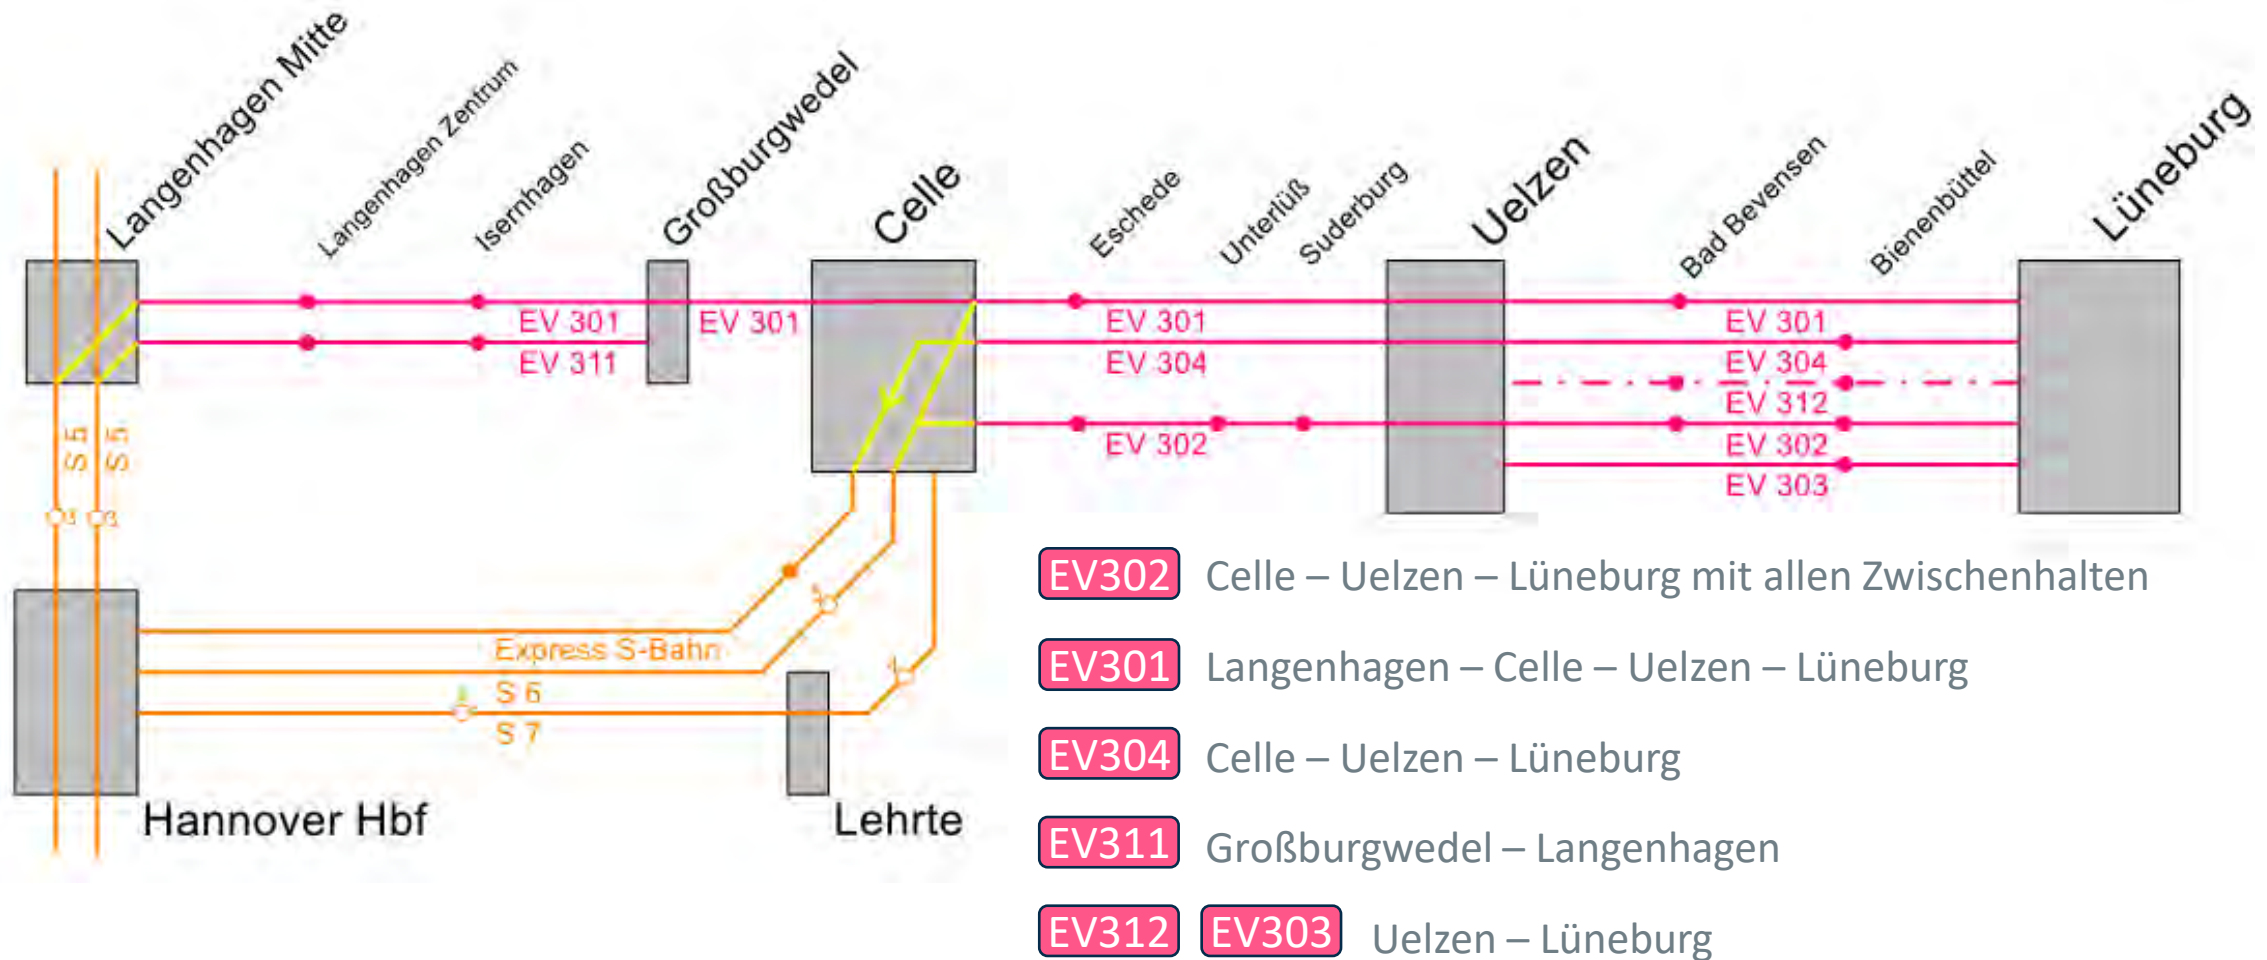 Langenhagen Mitte
Langenhagen Zentrum
Isernhagen
Großburgwedel
Celle
Eschede
Unterlüß
Suderburg
Uelzen
Bad Bevensen
Bienenbüttel
Lüneburg
EV 301
EV 301
EV 301
EV 301
EV 311
EV 304
EV 304
EV 312
EV 302
EV 302
EV 303
S 5
S 5
3
3
Express S-Bahn
S 6
S 7
Hannover Hbf
Lehrte
EV302 Celle – Uelzen – Lüneburg mit allen Zwischenhalten
EV301 Langenhagen – Celle – Uelzen – Lüneburg
EV304 Celle – Uelzen – Lüneburg
EV311 Großburgwedel – Langenhagen
EV312 EV303 Uelzen – Lüneburg